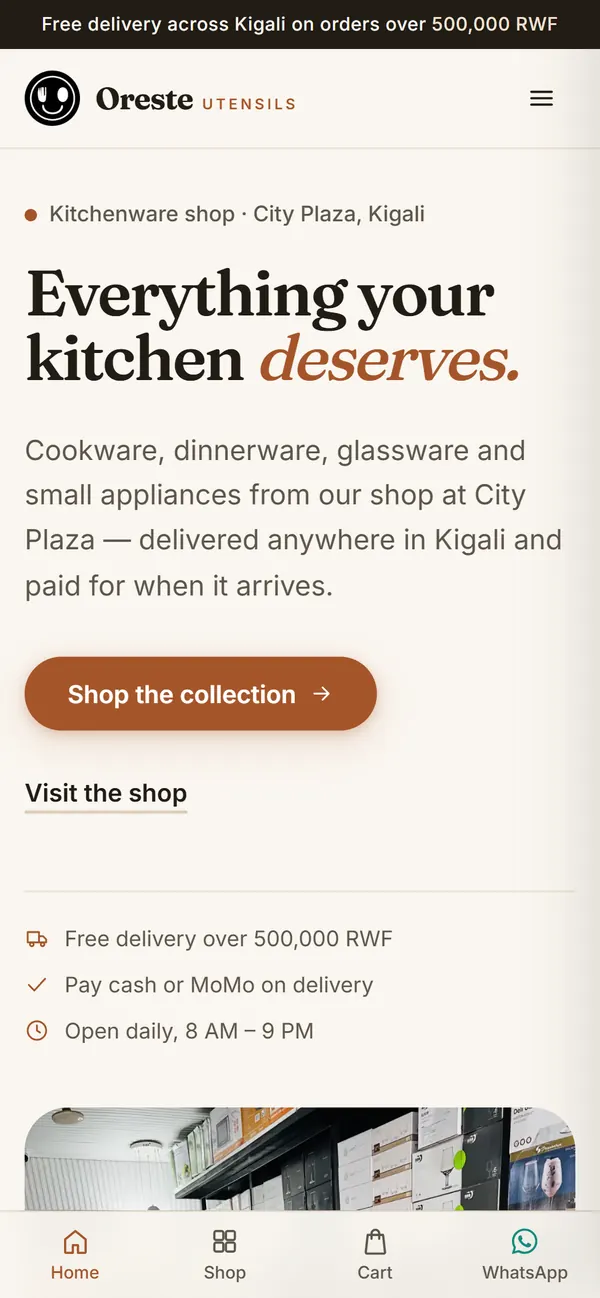 Free delivery across Kigali on orders over 500,000 RWF
Oreste UTENSILS
Kitchenware shop · City Plaza, Kigali
Everything your
kitchen deserves.
Cookware, dinnerware, glassware and
small appliances from our shop at City
Plaza — delivered anywhere in Kigali and
paid for when it arrives.
Shop the collection →
Visit the shop
Free delivery over 500,000 RWF
Pay cash or MoMo on delivery
Open daily, 8 AM – 9 PM
Home
Shop
Cart
WhatsApp